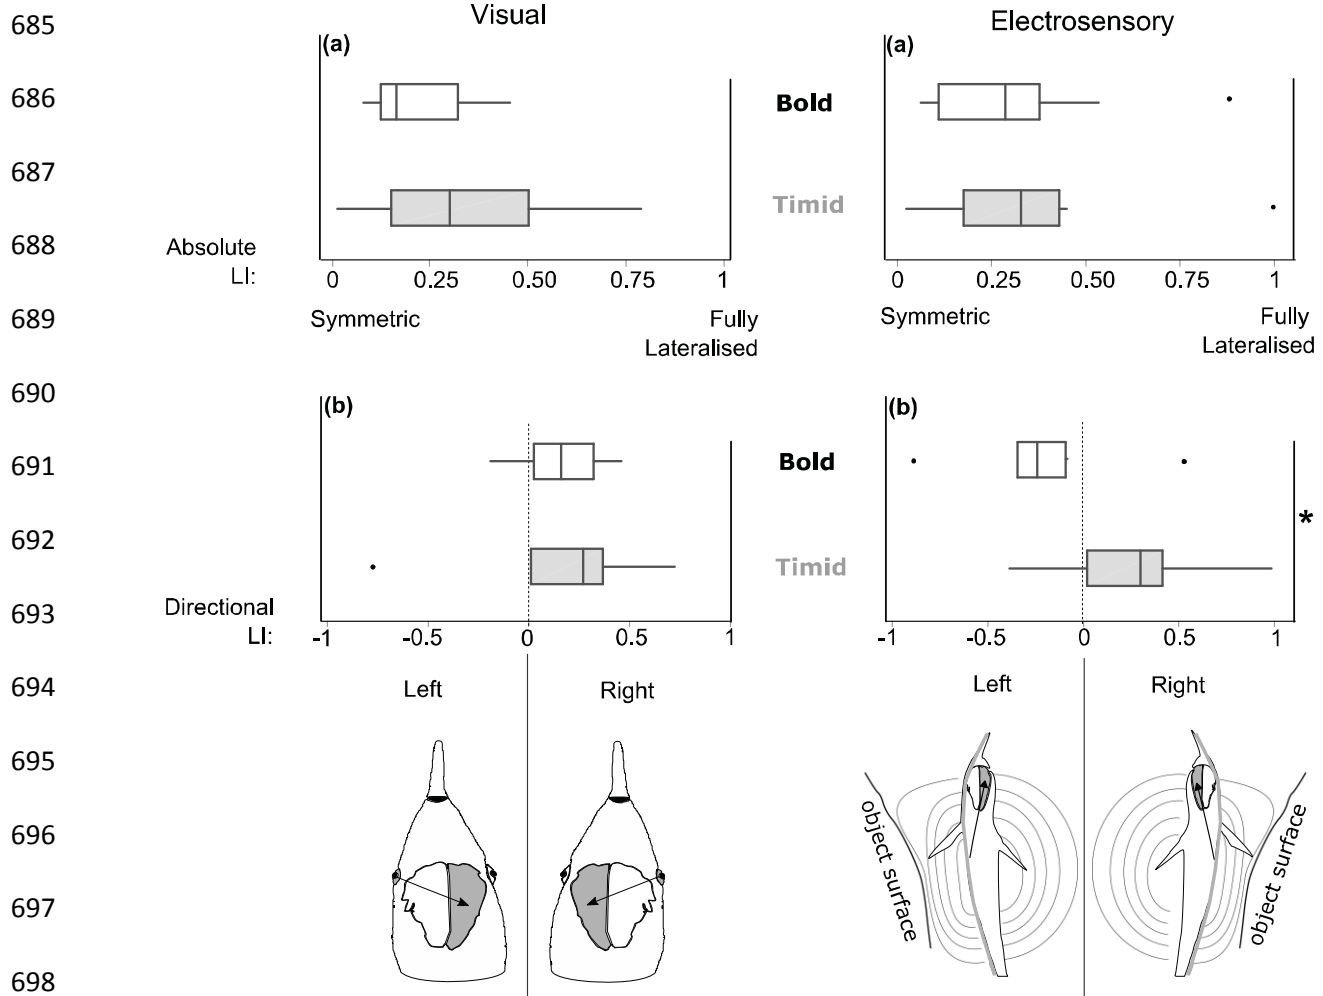 685
Visual
Electrosensory
(a)
(a)
686
Bold
687
Timid
688
Absolute
LI:
0 0.25 0.50 0.75 1
0 0.25 0.50 0.75 1
689
Symmetric
Fully
Lateralised
Symmetric
Fully
Lateralised
690
(b)
(b)
691
Bold
*
692
Timid
693
Directional
LI:
-1 -0.5 0 0.5 1
-1 -0.5 0 0.5 1
694
Left Right
Left Right
695
696
object surface
object surface
697
698